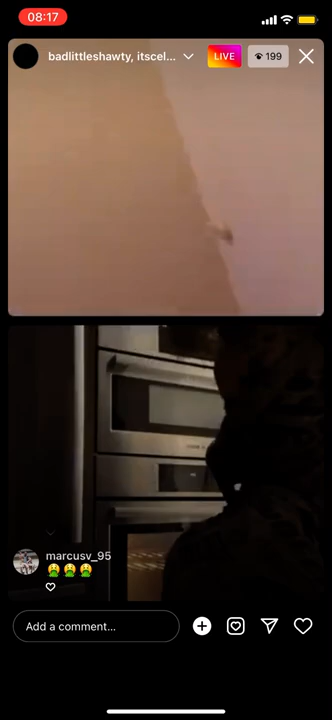 08:17
badlittleshawty, itscel...
LIVE
199
marcusv_95
🤮🤮🤮
Add a comment...